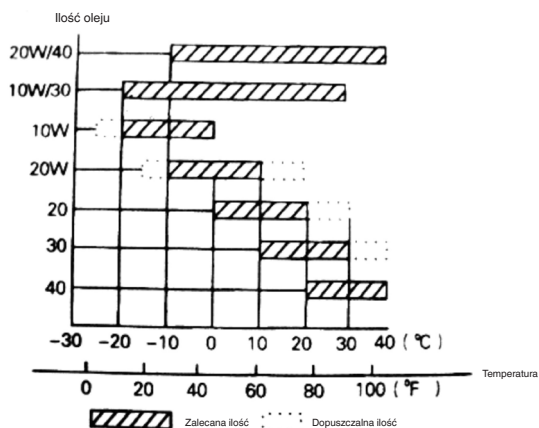 Ilość oleju
20W/40
10W/30
10W
20W
20
30
40
-30 -20 -10 0 10 20 30 40 (°C)
Temperatura
0 20 40 60 80 100 (°F)
Zalecana ilość Dopuszczalna ilość